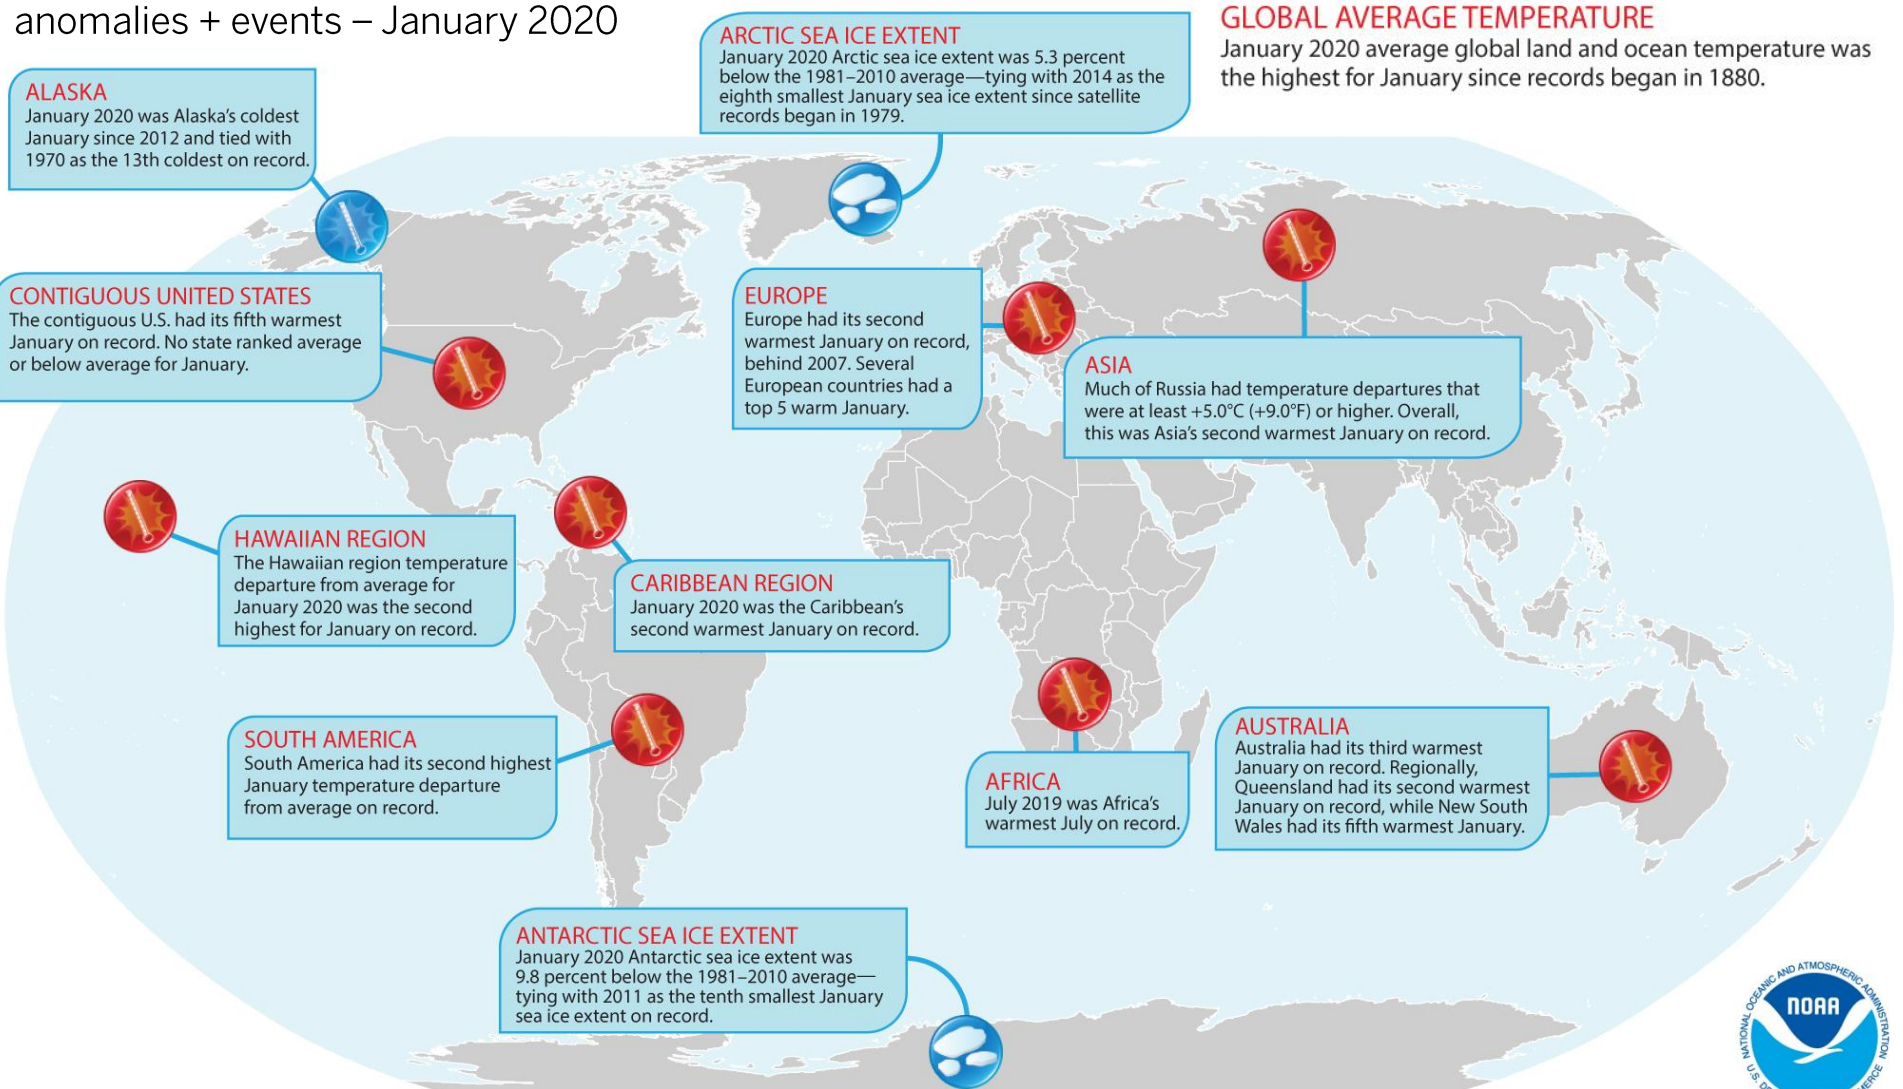 anomalies + events – January 2020
GLOBAL AVERAGE TEMPERATURE
January 2020 average global land and ocean temperature was
the highest for January since records began in 1880.
ARCTIC SEA ICE EXTENT
January 2020 Arctic sea ice extent was 5.3 percent
below the 1981–2010 average—tying with 2014 as the
eighth smallest January sea ice extent since satellite
records began in 1979.
ALASKA
January 2020 was Alaska's coldest
January since 2012 and tied with
1970 as the 13th coldest on record.
CONTIGUOUS UNITED STATES
The contiguous U.S. had its fifth warmest
January on record. No state ranked average
or below average for January.
EUROPE
Europe had its second
warmest January on record,
behind 2007. Several
European countries had a
top 5 warm January.
ASIA
Much of Russia had temperature departures that
were at least +5.0°C (+9.0°F) or higher. Overall,
this was Asia's second warmest January on record.
HAWAIIAN REGION
The Hawaiian region temperature
departure from average for
January 2020 was the second
highest for January on record.
CARIBBEAN REGION
January 2020 was the Caribbean's
second warmest January on record.
SOUTH AMERICA
South America had its second highest
January temperature departure
from average on record.
AFRICA
July 2019 was Africa's
warmest July on record.
AUSTRALIA
Australia had its third warmest
January on record. Regionally,
Queensland had its second warmest
January on record, while New South
Wales had its fifth warmest January.
ANTARCTIC SEA ICE EXTENT
January 2020 Antarctic sea ice extent was
9.8 percent below the 1981–2010 average—
tying with 2011 as the tenth smallest January
sea ice extent on record.
NATIONAL OCEANIC AND ATMOSPHERIC ADMINISTRATION
NOAA
U.S.